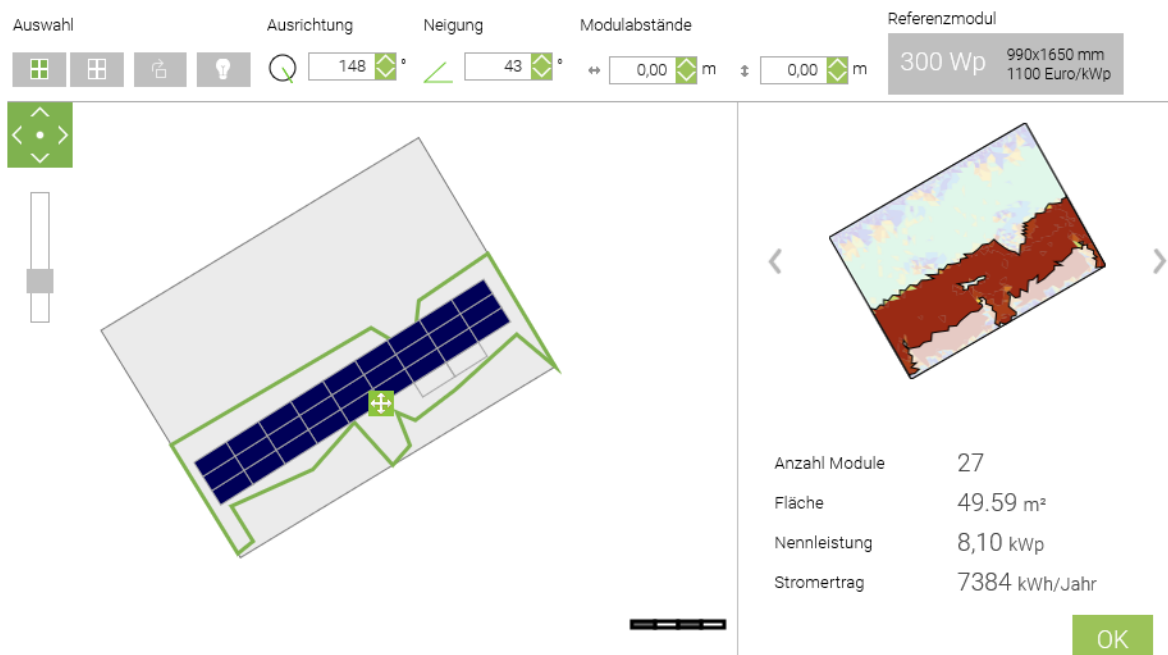 Auswahl
Ausrichtung
Neigung
Modulabstände
Referenzmodul
148 °
43 °
0,00 m
0,00 m
300 Wp
990x1650 mm
1100 Euro/kWp
Anzahl Module 27
Fläche 49.59 m²
Nennleistung 8,10 kWp
Stromertrag 7384 kWh/Jahr
OK